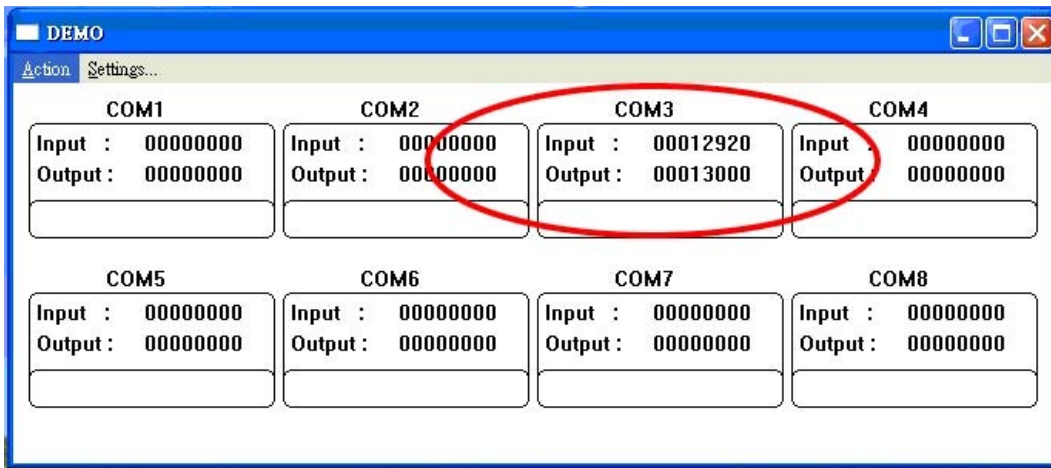 DEMO
Action Settings...
COM1 COM2 COM3 COM4
Input : 00000000 Input : 00000000 Input : 00012920 Input : 00000000
Output : 00000000 Output : 00000000 Output : 00013000 Output : 00000000
COM5 COM6 COM7 COM8
Input : 00000000 Input : 00000000 Input : 00000000 Input : 00000000
Output : 00000000 Output : 00000000 Output : 00000000 Output : 00000000